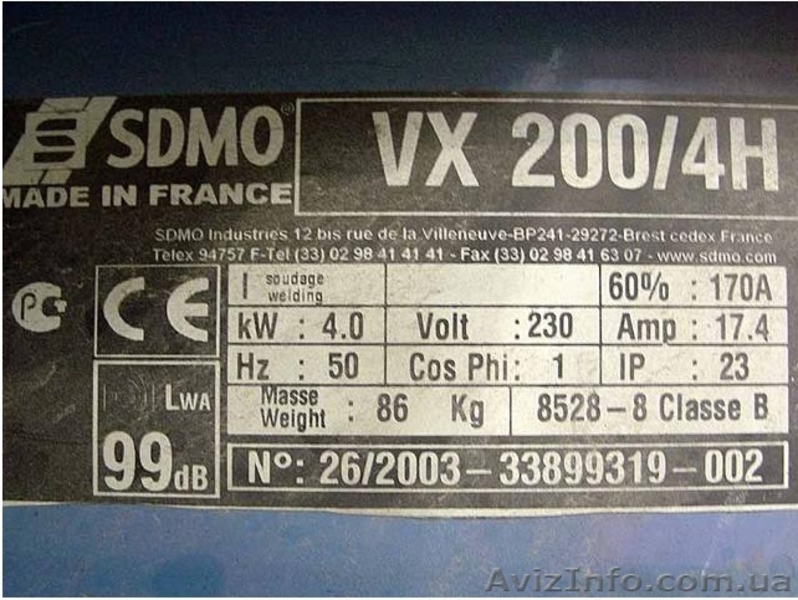 SDMO® VX 200/4H
MADE IN FRANCE
SDMO Industries 12 bis rue de la Villeneuve-BP241-29272-Brest cedex France
Telex 94757 F-Tel (33) 02 98 41 41 41 - Fax (33) 02 98 41 63 07 - www.sdmo.com
I soudage welding 60% : 170A
PC CE
kW : 4.0 Volt : 230 Amp : 17.4
Hz : 50 Cos Phi : 1 IP : 23
LWA
Masse Weight : 86 Kg 8528-8 Classe B
99dB
N°: 26/2003-33899319-002
AvizInfo.com.ua